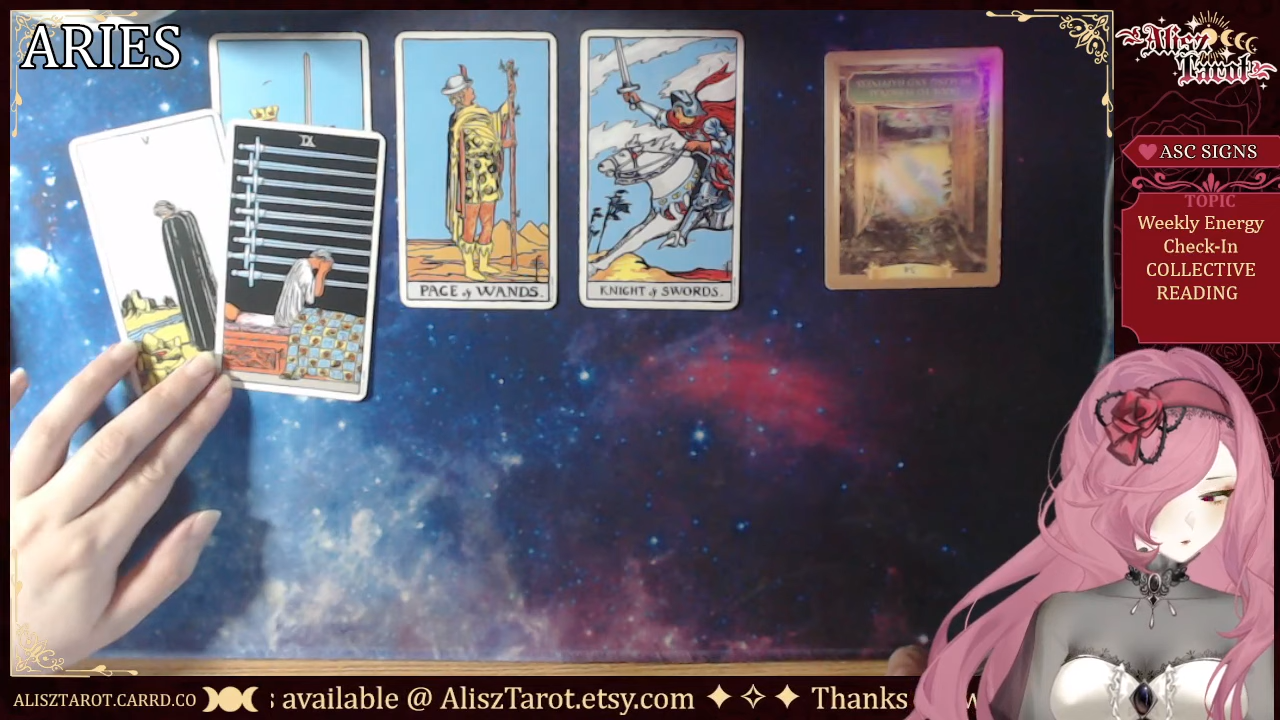 ARIES
V
IX
PAGE of WANDS.
KNIGHT of SWORDS.
34
Alisz
Tarot
ASC SIGNS
TOPIC
Weekly Energy
Check-In
COLLECTIVE
READING
ALISZTAROT.CARRD.CO
available @ AliszTarot.etsy.com ✦✧✦ Thanks